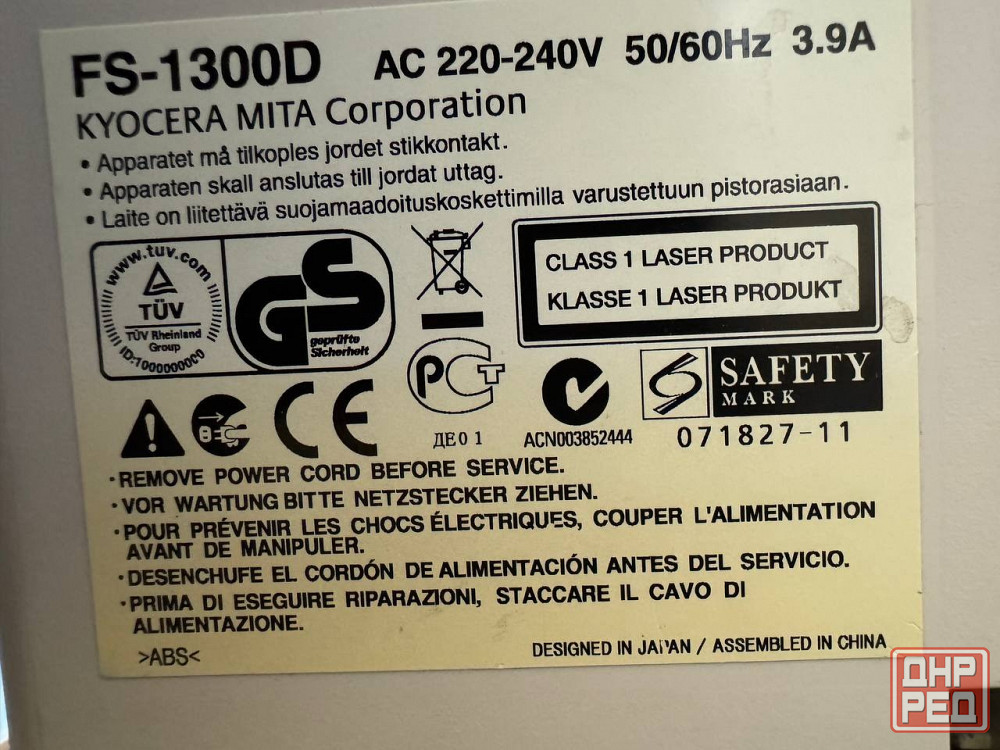 FS-1300D AC 220-240V 50/60Hz 3.9A
KYOCERA MITA Corporation
• Apparatet må tilkoples jordet stikkontakt.
• Apparaten skall anslutas till jordat uttag.
• Laite on liitettävä suojamaadoituskoskettimilla varustettuun pistorasiaan.
www.tuv.com
TÜV
TÜV Rheinland
Group
ID:1000000000
GS
geprüfte
Sicherheit
CLASS 1 LASER PRODUCT
KLASSE 1 LASER PRODUKT
РСТ
ДЕ01
ACN003852444
SAFETY
MARK
071827-11
CE
·REMOVE POWER CORD BEFORE SERVICE.
·VOR WARTUNG BITTE NETZSTECKER ZIEHEN.
·POUR PRÉVENIR LES CHOCS ÉLECTRIQUES, COUPER L'ALIMENTATION
AVANT DE MANIPULER.
·DESENCHUFE EL CORDÓN DE ALIMENTACIÓN ANTES DEL SERVICIO.
·PRIMA DI ESEGUIRE RIPARAZIONI, STACCARE IL CAVO DI
ALIMENTAZIONE.
>ABS<
DESIGNED IN JAPAN / ASSEMBLED IN CHINA
ДНР
РЕД